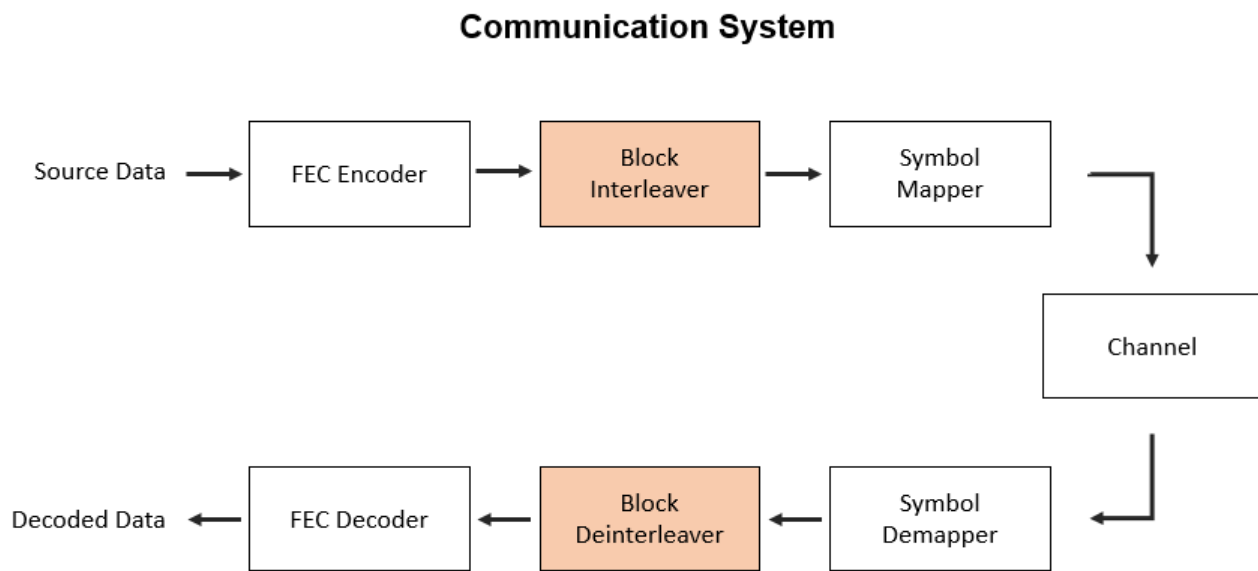 Communication System
Source Data
FEC Encoder
Block
Interleaver
Symbol
Mapper
Channel
Decoded Data
FEC Decoder
Block
Deinterleaver
Symbol
Demapper